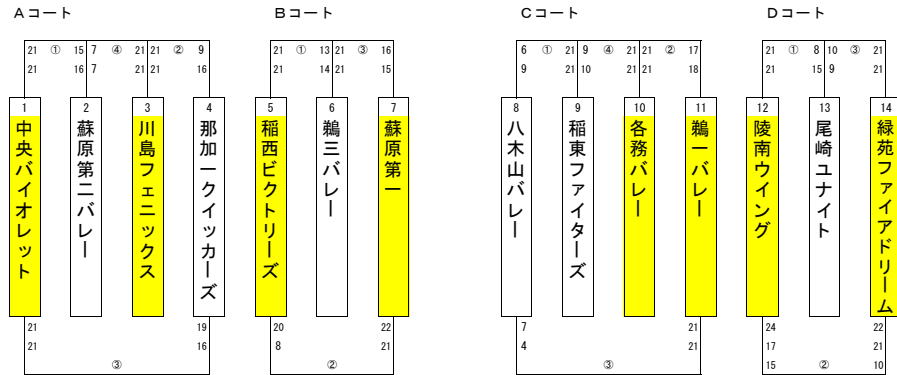 Aコート Bコート Cコート Dコート
21 ① 15 7 ④ 21 21 ② 9 21 ① 13 21 ③ 16 6 ① 21 9 ④ 21 21 ② 17 21 ① 8 10 ③ 21
21 16 7 21 21 16 21 14 21 15 9 21 10 21 21 18 21 15 9 21
1 2 3 4 5 6 7 8 9 10 11 12 13 14
中央バイオレット
蘇原第二バレー
川島フェニックス
那加一クイッカーズ
稲西ビクトリーズ
鵜三バレー
蘇原第一
八木山バレー
稲東ファイターズ
各務バレー
鵜一バレー
陵南ウイング
尾崎ユナイト
緑苑ファイアドリーム
21 19 20 22 7 21 24 22
21 16 8 21 4 21 17 21
③ ② ③ 15 ② 10